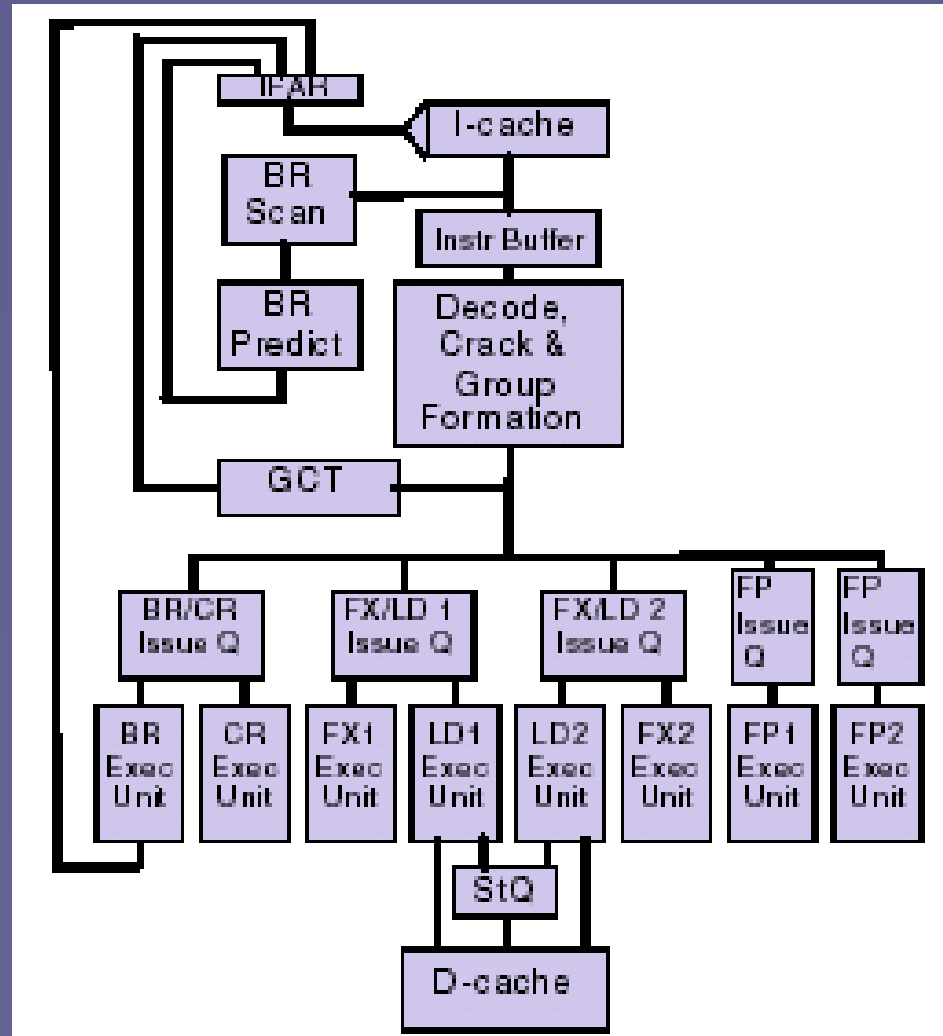 IFAR
I-cache
BR
Scan
Instr Buffer
BR
Predict
Decode,
Crack &
Group
Formation
GCT
BR/CR
Issue Q
FX/LD 1
Issue Q
FX/LD 2
Issue Q
FP
Issue
Q
FP
Issue
Q
BR
Exec
Unit
CR
Exec
Unit
FX1
Exec
Unit
LD1
Exec
Unit
LD2
Exec
Unit
FX2
Exec
Unit
FP1
Exec
Unit
FP2
Exec
Unit
StQ
D-cache